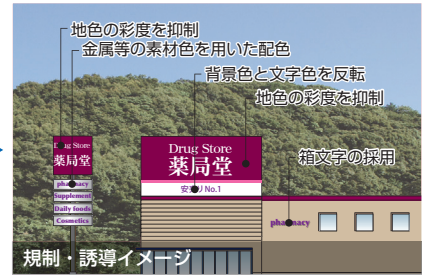 地色の彩度を抑制
金属等の素材色を用いた配色
背景色と文字色を反転
地色の彩度を抑制
Drug Store
薬局堂
pharmacy
Supplement
Daily foods
Cosmetics
Drug Store
薬局堂
No.1
箱文字の採用
pharmacy
規制・誘導イメージ